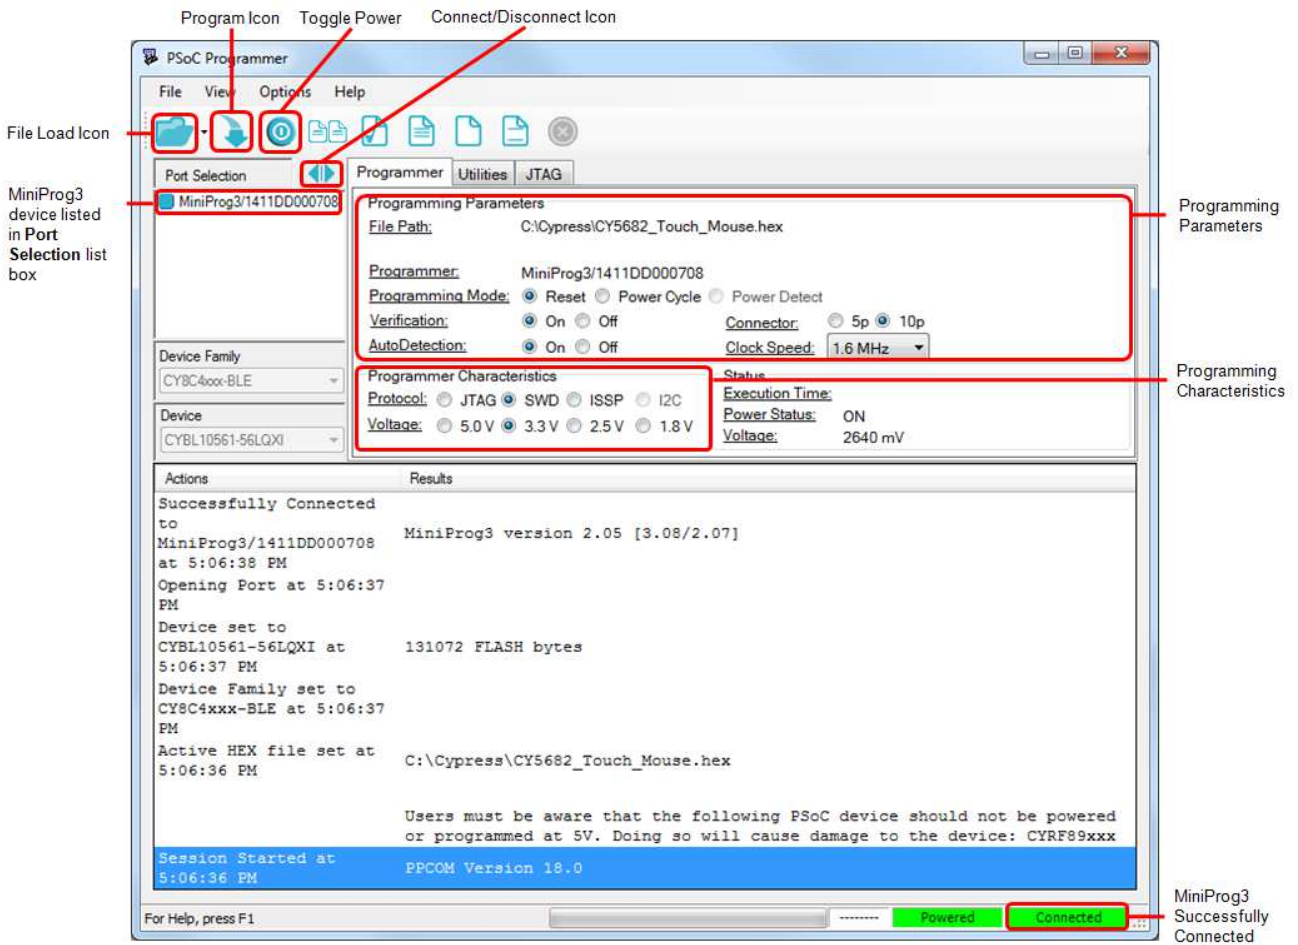 Program Icon Toggle Power Connect/Disconnect Icon
PSoC Programmer
File View Options Help
File Load Icon
Port Selection
Programmer Utilities JTAG
MiniProg3
device listed
in Port
Selection list
box
MiniProg3/1411DD000708
Programming Parameters
File Path: C:\Cypress\CY5682_Touch_Mouse.hex
Programmer: MiniProg3/1411DD000708
Programming Mode: Reset Power Cycle Power Detect
Verification: On Off Connector: 5p 10p
AutoDetection: On Off Clock Speed: 1.6 MHz
Programming
Parameters
Device Family
CY8C4xxx-BLE
Device
CYBL10561-56LQXI
Programmer Characteristics
Protocol: JTAG SWD ISSP I2C
Voltage: 5.0 V 3.3 V 2.5 V 1.8 V
Status
Execution Time:
Power Status: ON
Voltage: 2640 mV
Programming
Characteristics
Actions Results
Successfully Connected
to
MiniProg3/1411DD000708
at 5:06:38 PM
MiniProg3 version 2.05 [3.08/2.07]
Opening Port at 5:06:37
PM
Device set to
CYBL10561-56LQXI at
5:06:37 PM
131072 FLASH bytes
Device Family set to
CY8C4xxx-BLE at 5:06:37
PM
Active HEX file set at
5:06:36 PM
C:\Cypress\CY5682_Touch_Mouse.hex
Users must be aware that the following PSoC device should not be powered
or programmed at 5V. Doing so will cause damage to the device: CYRF89xxx
Session Started at
5:06:36 PM
PPCOM Version 18.0
For Help, press F1
-------- Powered Connected
MiniProg3
Successfully
Connected